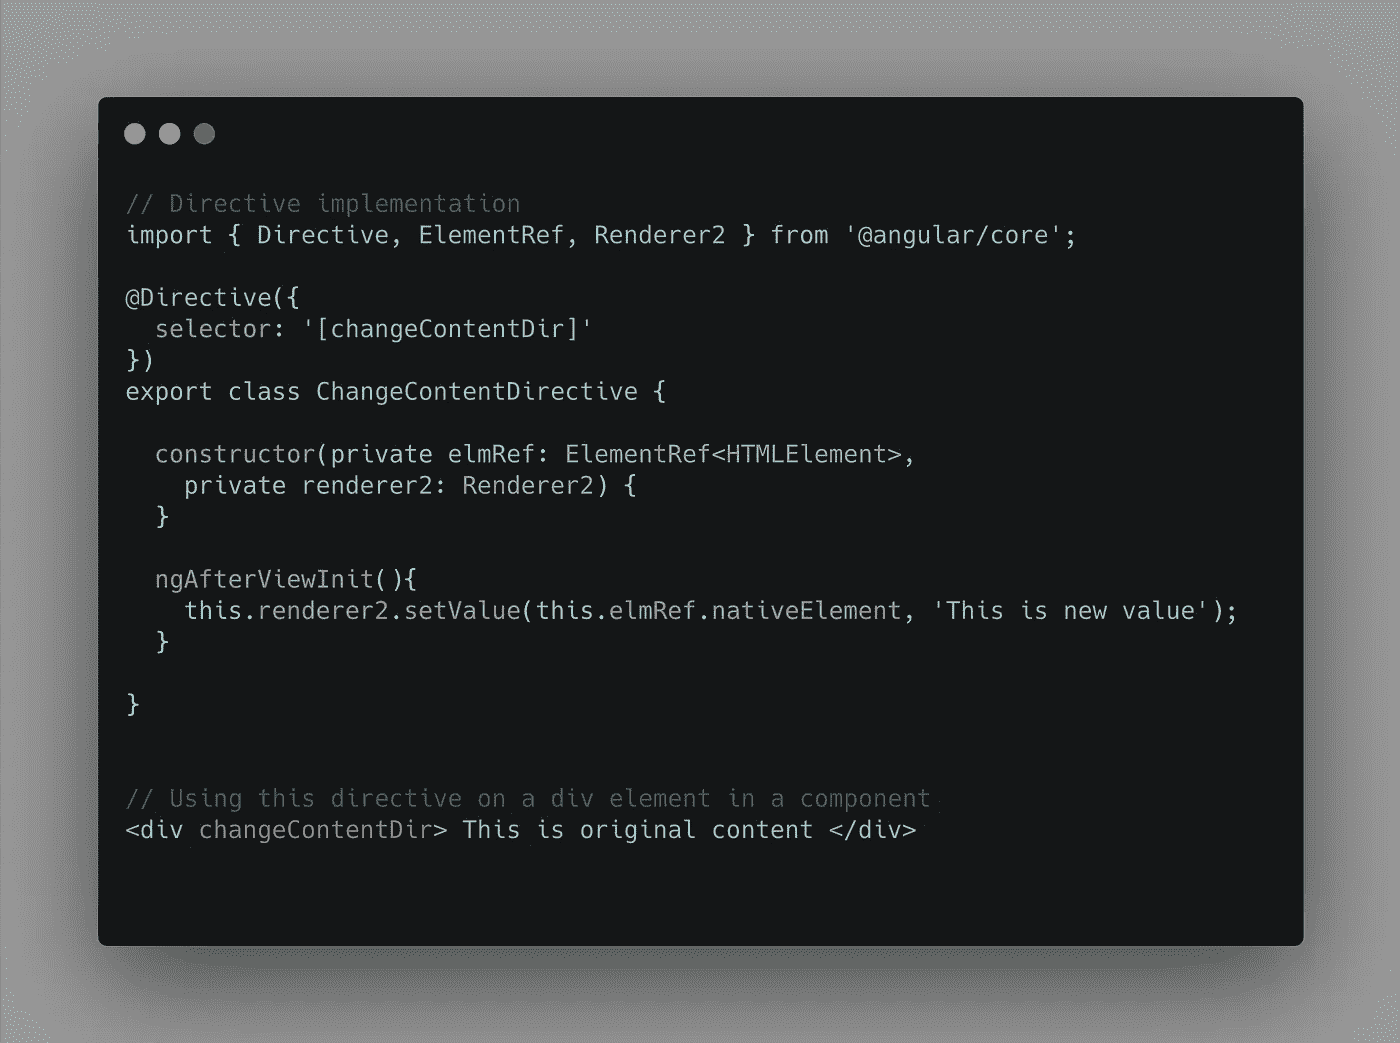 // Directive implementation
import { Directive, ElementRef, Renderer2 } from '@angular/core';
@Directive({
  selector: '[changeContentDir]'
})
export class ChangeContentDirective {
  constructor(private elmRef: ElementRef<HTMLElement>,
    private renderer2: Renderer2) {
  }
  ngAfterViewInit(){
    this.renderer2.setValue(this.elmRef.nativeElement, 'This is new value');
  }
}
// Using this directive on a div element in a component
<div changeContentDir> This is original content </div>